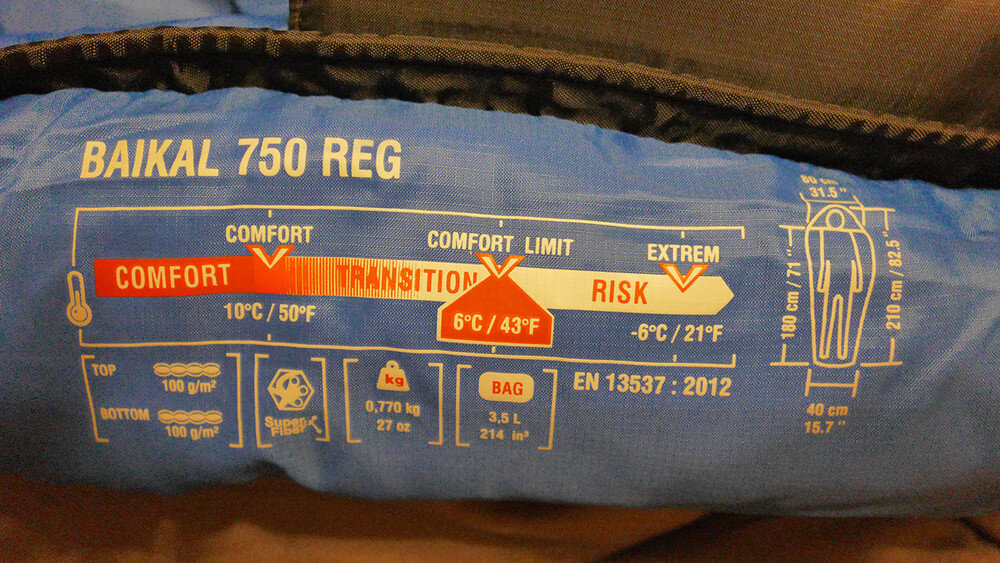 BAIKAL 750 REG
COMFORT
COMFORT LIMIT
EXTREM
COMFORT
TRANSITION
RISK
10°C / 50°F
6°C / 43°F
-6°C / 21°F
TOP
100 g/m²
BOTTOM
100 g/m²
Super
Fiber
kg
0,770 kg
27 oz
BAG
3,5 L
214 in³
EN 13537 : 2012
80 cm
31.5 "
180 cm / 71 "
210 cm / 82.5 "
40 cm
15.7 "